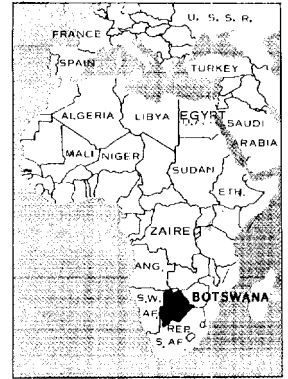 U. S. S. R.
FRANCE
SPAIN
TURKEY
ALGERIA
LIBYA
EGYPT
SAUDI
ARABIA
MALI
NIGER
SUDAN
ETH.
ZAIRE
ANG.
S.W.
AF.
BOTSWANA
REP.
S. AF.